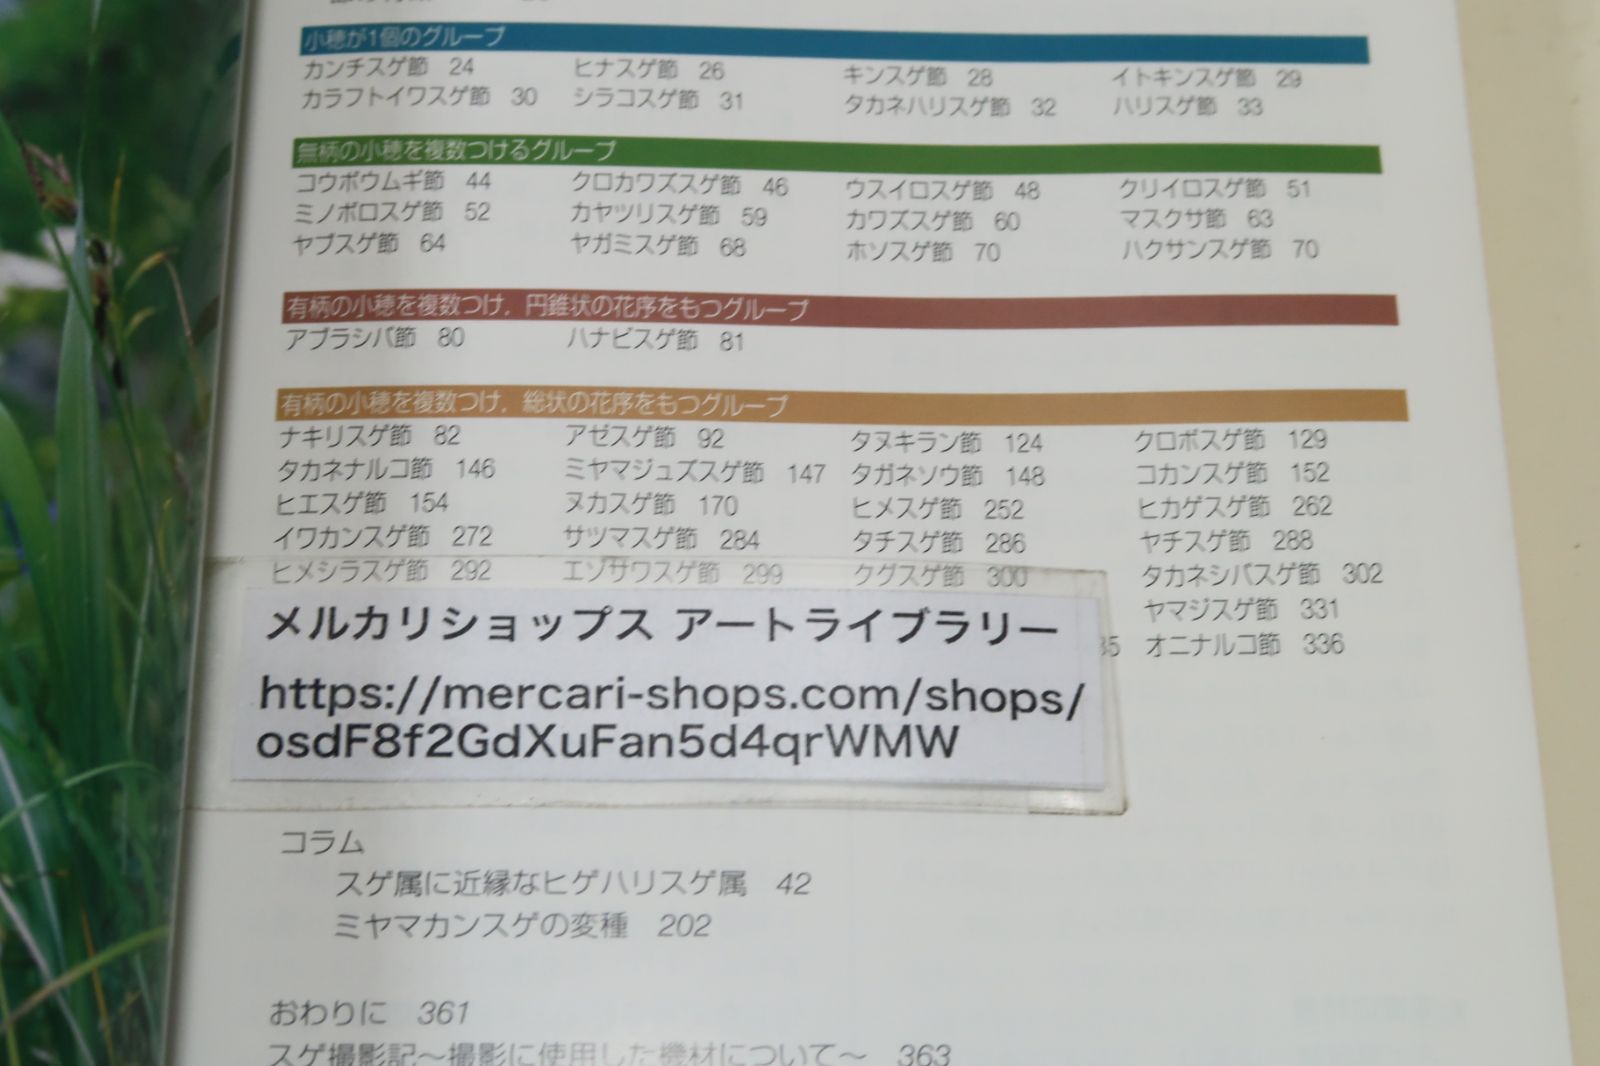 小穂が1個のグループ
カンチスゲ節 24 ヒナスゲ節 26 キンスゲ節 28 イトキンスゲ節 29
カラフトイワスゲ節 30 シラコスゲ節 31 タカネハリスゲ節 32 ハリスゲ節 33
無柄の小穂を複数つけるグループ
コウボウムギ節 44 クロカワズスゲ節 46 ウスイロスゲ節 48 クリイロスゲ節 51
ミノボロスゲ節 52 カヤツリスゲ節 59 カワズスゲ節 60 マスクサ節 63
ヤブスゲ節 64 ヤガミスゲ節 68 ホソスゲ節 70 ハクサンスゲ節 70
有柄の小穂を複数つけ，円錐状の花序をもつグループ
アブラシバ節 80 ハナビスゲ節 81
有柄の小穂を複数つけ，総状の花序をもつグループ
ナキリスゲ節 82 アゼスゲ節 92 タヌキラン節 124 クロボスゲ節 129
タカネナルコ節 146 ミヤマジュズスゲ節 147 タガネソウ節 148 コカンスゲ節 152
ヒエスゲ節 154 ヌカスゲ節 170 ヒメスゲ節 252 ヒカゲスゲ節 262
イワカンスゲ節 272 サツマスゲ節 284 タチスゲ節 286 ヤチスゲ節 288
ヒメシラスゲ節 292 エゾサワスゲ節 299 クグスゲ節 300 タカネシバスゲ節 302
ヤマジスゲ節 331
オニナルコ節 336
メルカリショップス アートライブラリー
https://mercari-shops.com/shops/
osdF8f2GdXuFan5d4qrWMW
コラム
スゲ属に近縁なヒゲハリスゲ属 42
ミヤマカンスゲの変種 202
おわりに 361
スゲ撮影記〜撮影に使用した機材について〜 363